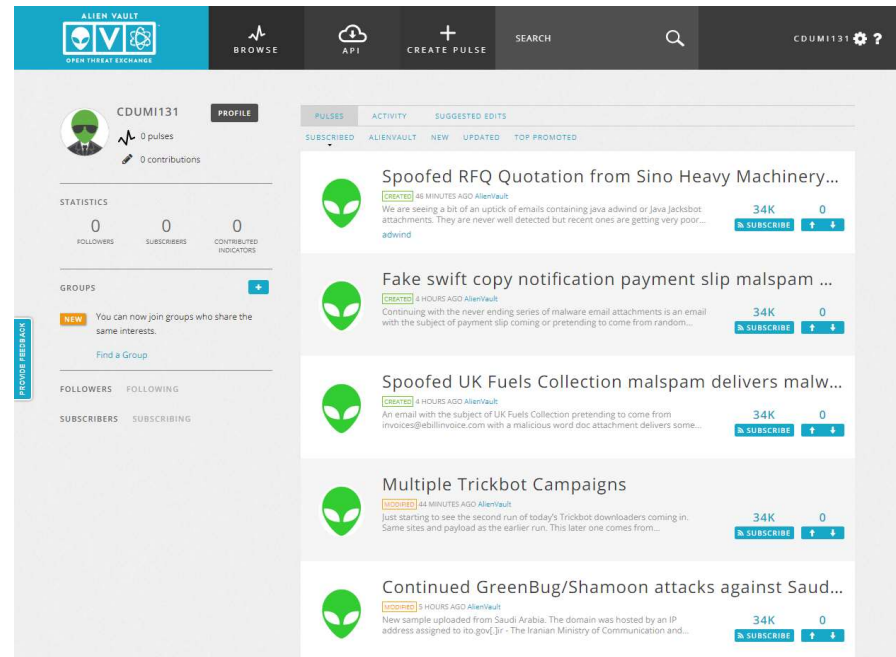 ALIEN VAULT
OPEN THREAT EXCHANGE
BROWSE
API
CREATE PULSE
SEARCH
CDUMI131 ?
CDUMI131
PROFILE
0 pulses
0 contributions
STATISTICS
0 0 0
FOLLOWERS SUBSCRIBERS CONTRIBUTED
INDICATORS
GROUPS +
NEW You can now join groups who share the
same interests.
Find a Group
FOLLOWERS FOLLOWING
SUBSCRIBERS SUBSCRIBING
PROVIDE FEEDBACK
PULSES ACTIVITY SUGGESTED EDITS
SUBSCRIBED ALIENVAULT NEW UPDATED TOP PROMOTED
Spoofed RFQ Quotation from Sino Heavy Machinery...
CREATED 46 MINUTES AGO AlienVault
We are seeing a bit of an uptick of emails containing java adwind or Java Jacksbot
attachments. They are never well detected but recent ones are getting very poor...
adwind
34K 0
SUBSCRIBE
Fake swift copy notification payment slip malspam ...
CREATED 4 HOURS AGO AlienVault
Continuing with the never ending series of malware email attachments is an email
with the subject of payment slip coming or pretending to come from random...
34K 0
SUBSCRIBE
Spoofed UK Fuels Collection malspam delivers malw...
CREATED 4 HOURS AGO AlienVault
An email with the subject of UK Fuels Collection pretending to come from
invoices@ebillinvoice.com with a malicious word doc attachment delivers some...
34K 0
SUBSCRIBE
Multiple Trickbot Campaigns
MODIFIED 44 MINUTES AGO AlienVault
Just starting to see the second run of today's Trickbot downloaders coming in.
Same sites and payload as the earlier run. This later one comes from...
34K 0
SUBSCRIBE
Continued GreenBug/Shamoon attacks against Saud...
MODIFIED 5 HOURS AGO AlienVault
New sample uploaded from Saudi Arabia. The domain was hosted by an IP
address assigned to ito.gov[.]ir - The Iranian Ministry of Communication and...
34K 0
SUBSCRIBE